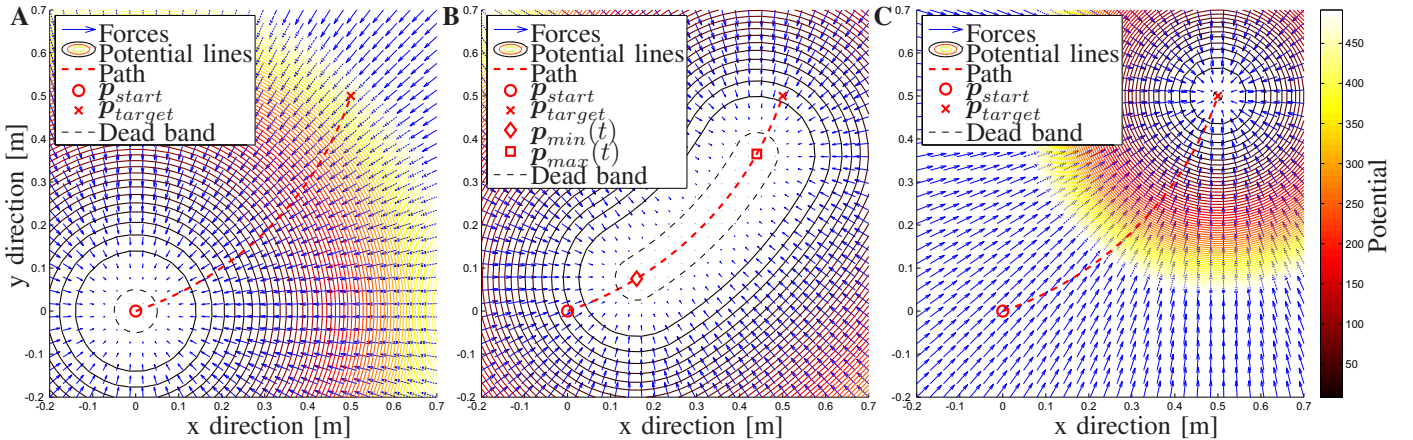 A
Forces
Potential lines
Path
p_start
p_target
Dead band
y direction [m]
0.7
0.6
0.5
0.4
0.3
0.2
0.1
0
-0.1
-0.2
-0.2 -0.1 0 0.1 0.2 0.3 0.4 0.5 0.6 0.7
x direction [m]
B
Forces
Potential lines
Path
p_start
p_target
p_min(t)
p_max(t)
Dead band
0.7
0.6
0.5
0.4
0.3
0.2
0.1
0
-0.1
-0.2
-0.2 -0.1 0 0.1 0.2 0.3 0.4 0.5 0.6 0.7
x direction [m]
C
Forces
Potential lines
Path
p_start
p_target
Dead band
0.7
0.6
0.5
0.4
0.3
0.2
0.1
0
-0.1
-0.2
-0.2 -0.1 0 0.1 0.2 0.3 0.4 0.5 0.6 0.7
x direction [m]
450
400
350
300
250
200
150
100
50
Potential